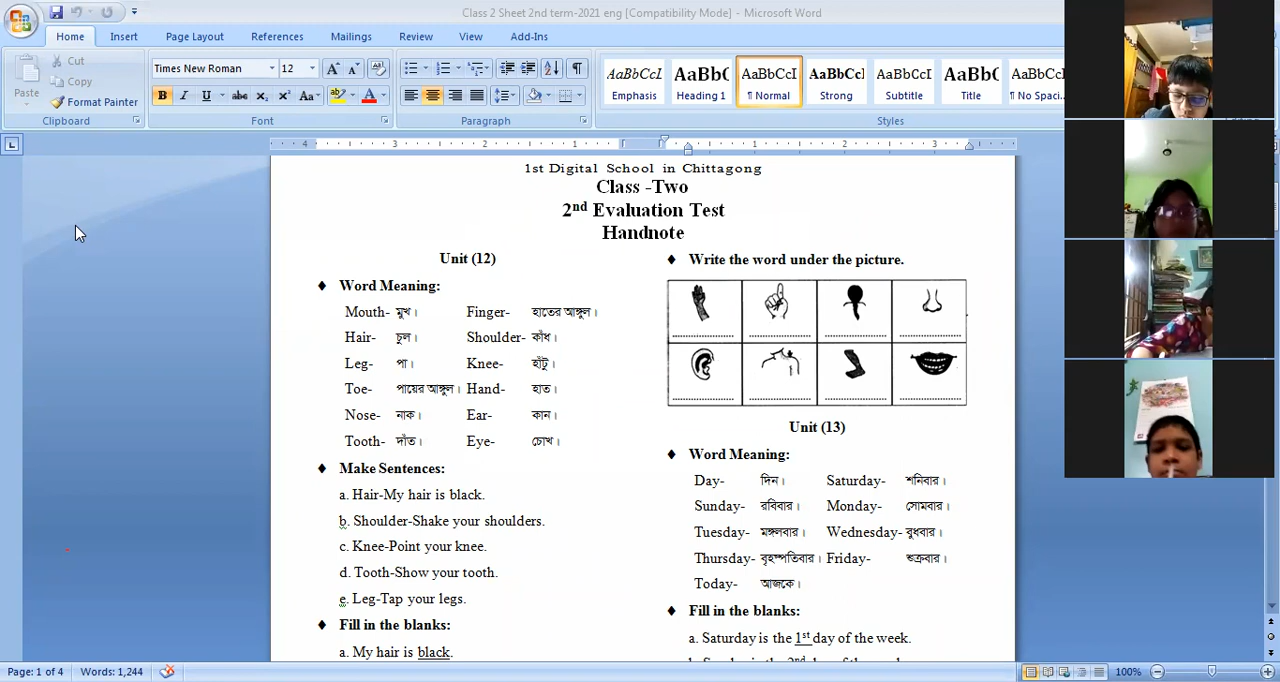 Class 2 Sheet 2nd term-2021 eng [Compatibility Mode] - Microsoft Word
Home Insert Page Layout References Mailings Review View Add-Ins
Paste
Cut
Copy
Format Painter
Clipboard
Times New Roman 12
Font
Paragraph
AaBbCcI AaBbC AaBbCcI AaBbCcI AaBbCcI AaBbC AaBbCcI
Emphasis Heading 1 ¶ Normal Strong Subtitle Title ¶ No Spaci...
Styles
1st Digital School in Chittagong
Class -Two
2nd Evaluation Test
Handnote
Unit (12)
♦ Word Meaning:
Mouth- মুখ। Finger- হাতের আঙ্গুল।
Hair- চুল। Shoulder- কাঁধ।
Leg- পা। Knee- হাঁটু।
Toe- পায়ের আঙ্গুল। Hand- হাত।
Nose- নাক। Ear- কান।
Tooth- দাঁত। Eye- চোখ।
♦ Make Sentences:
a. Hair-My hair is black.
b. Shoulder-Shake your shoulders.
c. Knee-Point your knee.
d. Tooth-Show your tooth.
e. Leg-Tap your legs.
♦ Fill in the blanks:
a. My hair is black.
♦ Write the word under the picture.
Unit (13)
♦ Word Meaning:
Day- দিন। Saturday- শনিবার।
Sunday- রবিবার। Monday- সোমবার।
Tuesday- মঙ্গলবার। Wednesday- বুধবার।
Thursday- বৃহস্পতিবার। Friday- শুক্রবার।
Today- আজকে।
♦ Fill in the blanks:
a. Saturday is the 1st day of the week.
Page: 1 of 4 Words: 1,244 100%